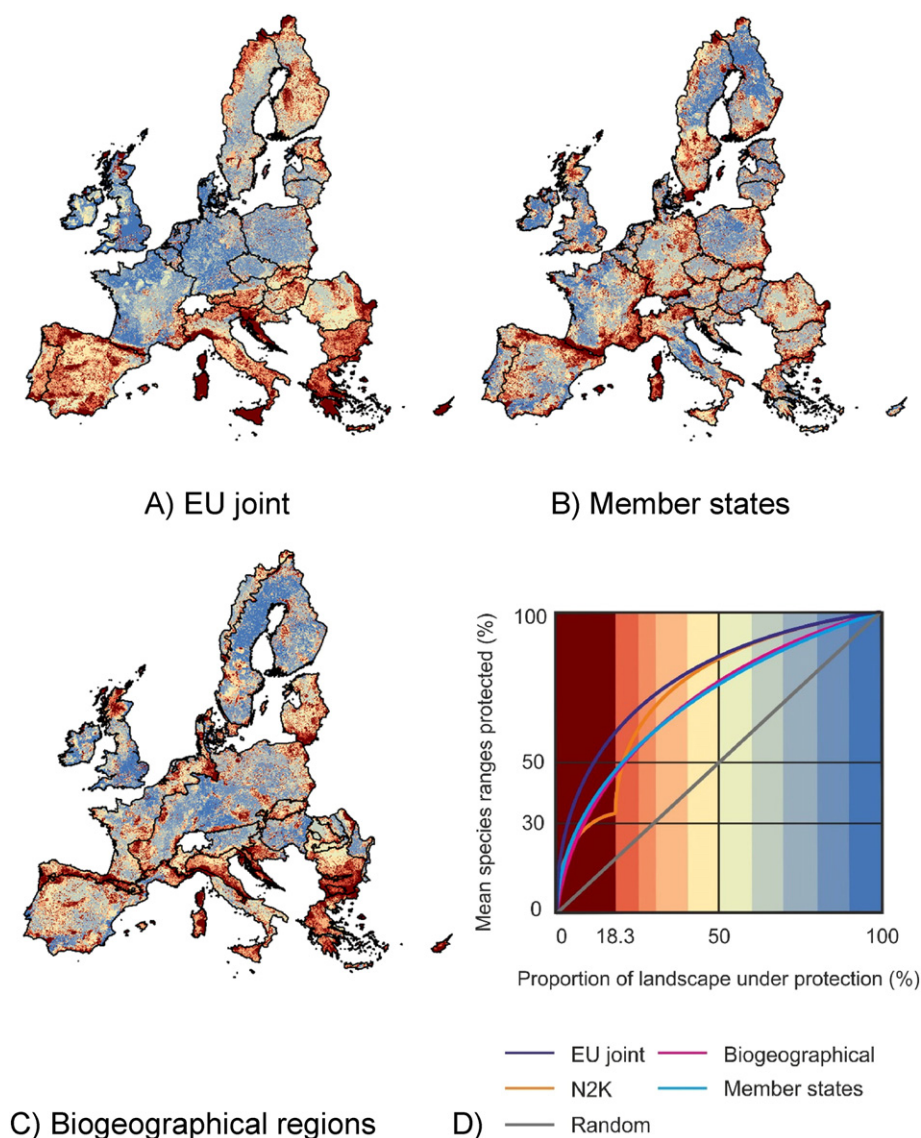 A) EU joint
B) Member states
C) Biogeographical regions
Mean species ranges protected (%)
100
50
30
0
0 18.3 50 100
Proportion of landscape under protection (%)
EU joint Biogeographical
N2K Member states
Random
D)